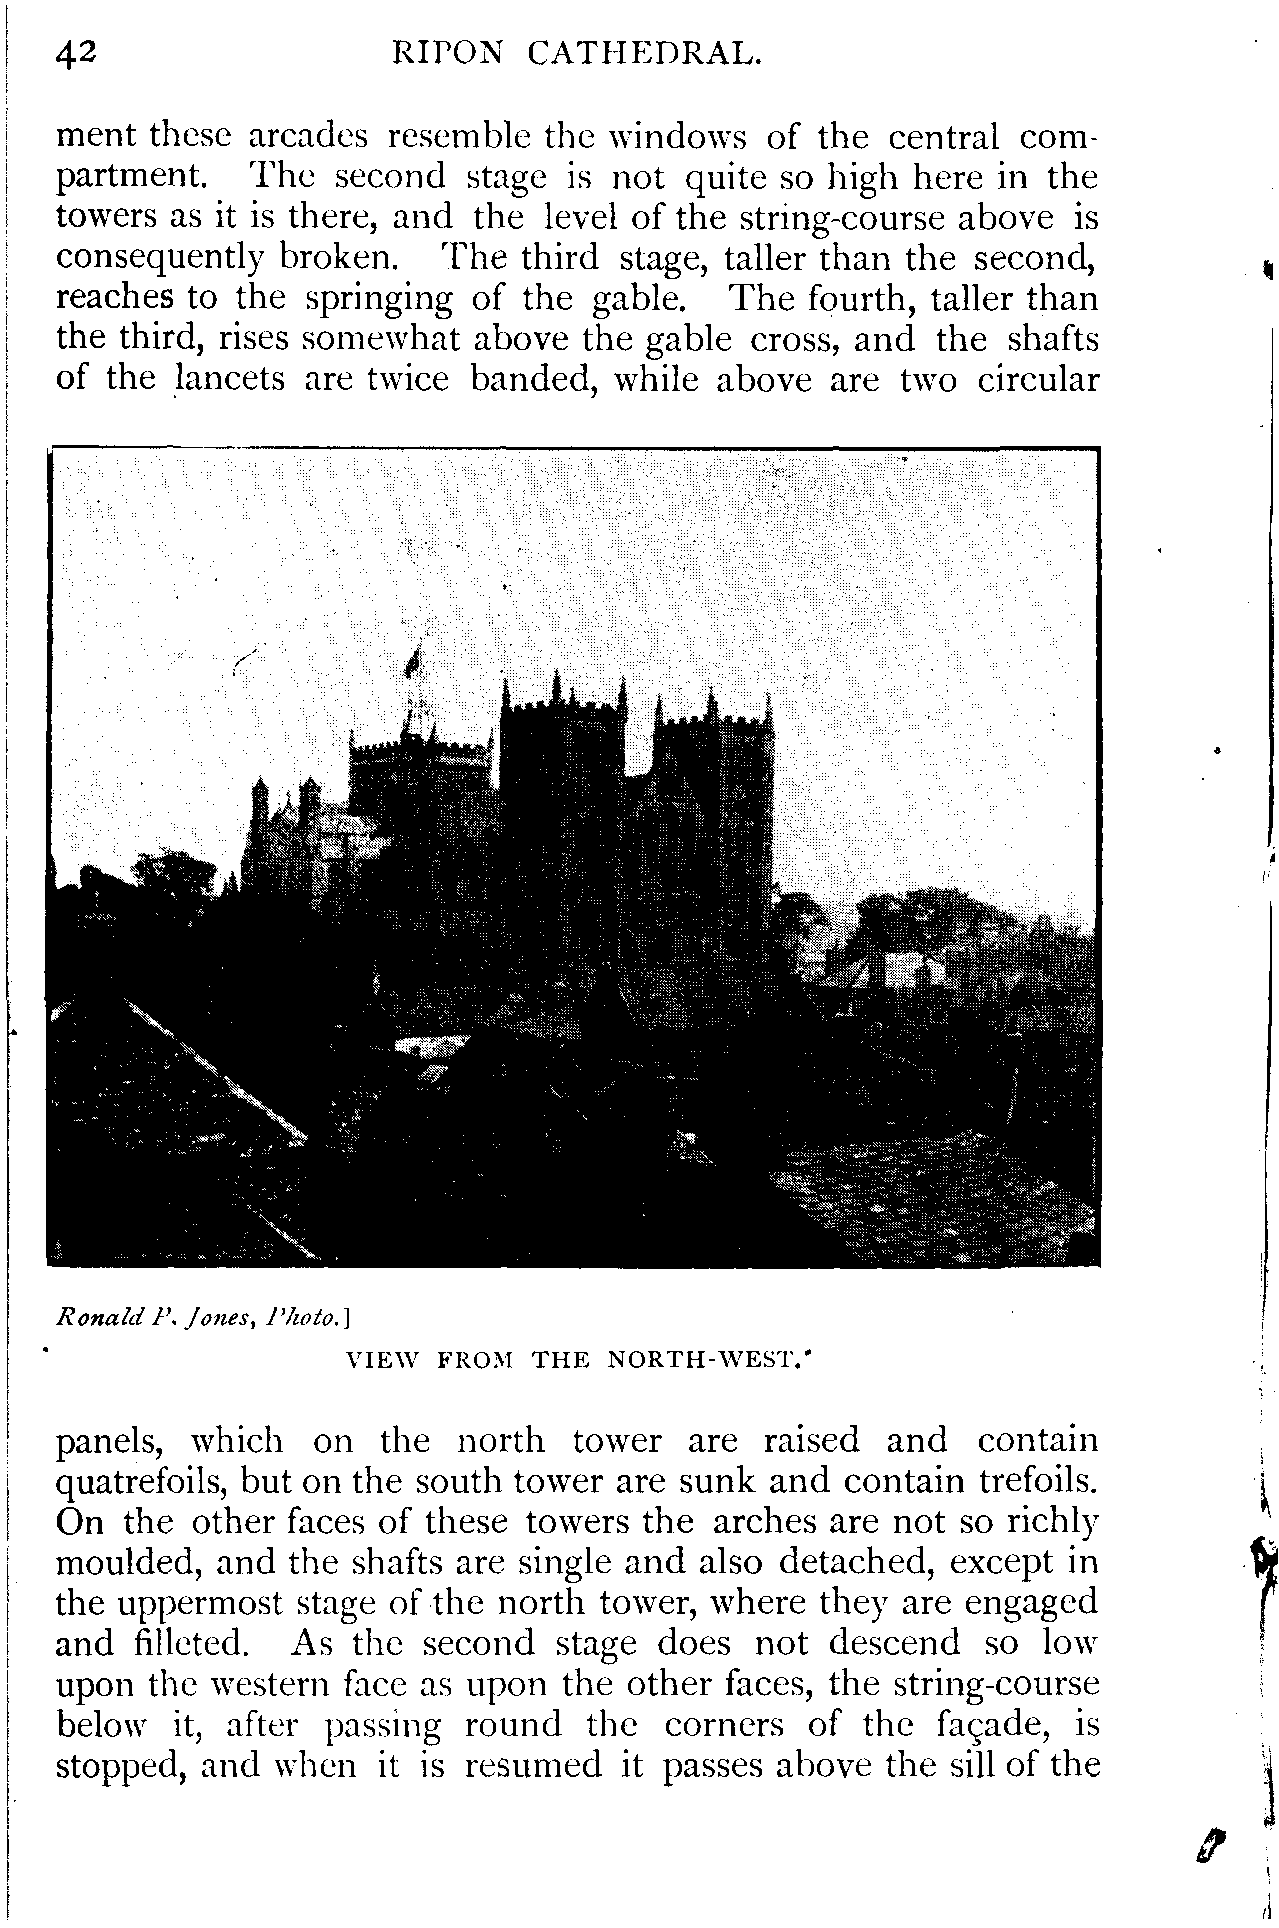 42 RIPON CATHEDRAL.
ment these arcades resemble the windows of the central com-
partment. The second stage is not quite so high here in the
towers as it is there, and the level of the string-course above is
consequently broken. The third stage, taller than the second,
reaches to the springing of the gable. The fourth, taller than
the third, rises somewhat above the gable cross, and the shafts
of the lancets are twice banded, while above are two circular
Ronald P. Jones, Photo.]
VIEW FROM THE NORTH-WEST.
panels, which on the north tower are raised and contain
quatrefoils, but on the south tower are sunk and contain trefoils.
On the other faces of these towers the arches are not so richly
moulded, and the shafts are single and also detached, except in
the uppermost stage of the north tower, where they are engaged
and filleted. As the second stage does not descend so low
upon the western face as upon the other faces, the string-course
below it, after passing round the corners of the façade, is
stopped, and when it is resumed it passes above the sill of the